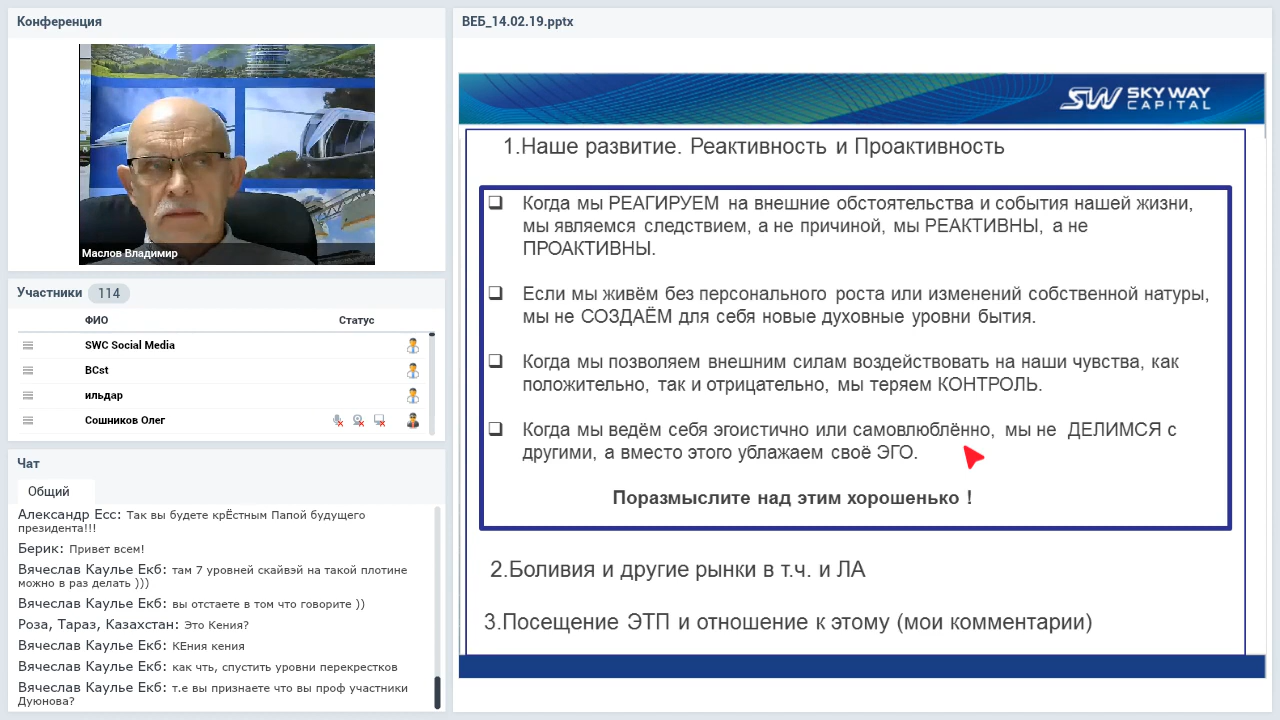 Конференция
Маслов Владимир
Участники 114
ФИО Статус
SWC Social Media
BCst
ильдар
Сошников Олег
Чат
Общий
Александр Есс: Так вы будете крЁстным Папой будущего
президента!!!
Берик: Привет всем!
Вячеслав Каулье Екб: там 7 уровней скайвэй на такой плотине
можно в раз делать )))
Вячеслав Каулье Екб: вы отстаете в том что говорите ))
Роза, Тараз, Казахстан: Это Кения?
Вячеслав Каулье Екб: КЕния кения
Вячеслав Каулье Екб: как чть, спустить уровни перекрестков
Вячеслав Каулье Екб: т.е вы признаете что вы проф участники
Дуюнова?
ВЕБ_14.02.19.pptx
SW SKY WAY
CAPITAL
1.Наше развитие. Реактивность и Проактивность
Когда мы РЕАГИРУЕМ на внешние обстоятельства и события нашей жизни,
мы являемся следствием, а не причиной, мы РЕАКТИВНЫ, а не
ПРОАКТИВНЫ.
Если мы живём без персонального роста или изменений собственной натуры,
мы не СОЗДАЁМ для себя новые духовные уровни бытия.
Когда мы позволяем внешним силам воздействовать на наши чувства, как
положительно, так и отрицательно, мы теряем КОНТРОЛЬ.
Когда мы ведём себя эгоистично или самовлюблённо, мы не ДЕЛИМСЯ с
другими, а вместо этого ублажаем своё ЭГО.
Поразмыслите над этим хорошенько !
2.Боливия и другие рынки в т.ч. и ЛА
3.Посещение ЭТП и отношение к этому (мои комментарии)